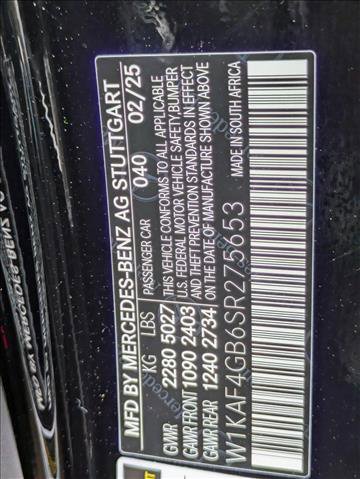 MFD BY MERCEDES-BENZ AG STUTTGART
PASSENGER CAR 040 02/25
KG LBS
GVWR 2280 5027
GAWR FRONT 1090 2403
GAWR REAR 1240 2734
THIS VEHICLE CONFORMS TO ALL APPLICABLE
U.S. FEDERAL MOTOR VEHICLE SAFETY, BUMPER
AND THEFT PREVENTION STANDARDS IN EFFECT
ON THE DATE OF MANUFACTURE SHOWN ABOVE
W1KAF4GB6SR275653
MADE IN SOUTH AFRICA